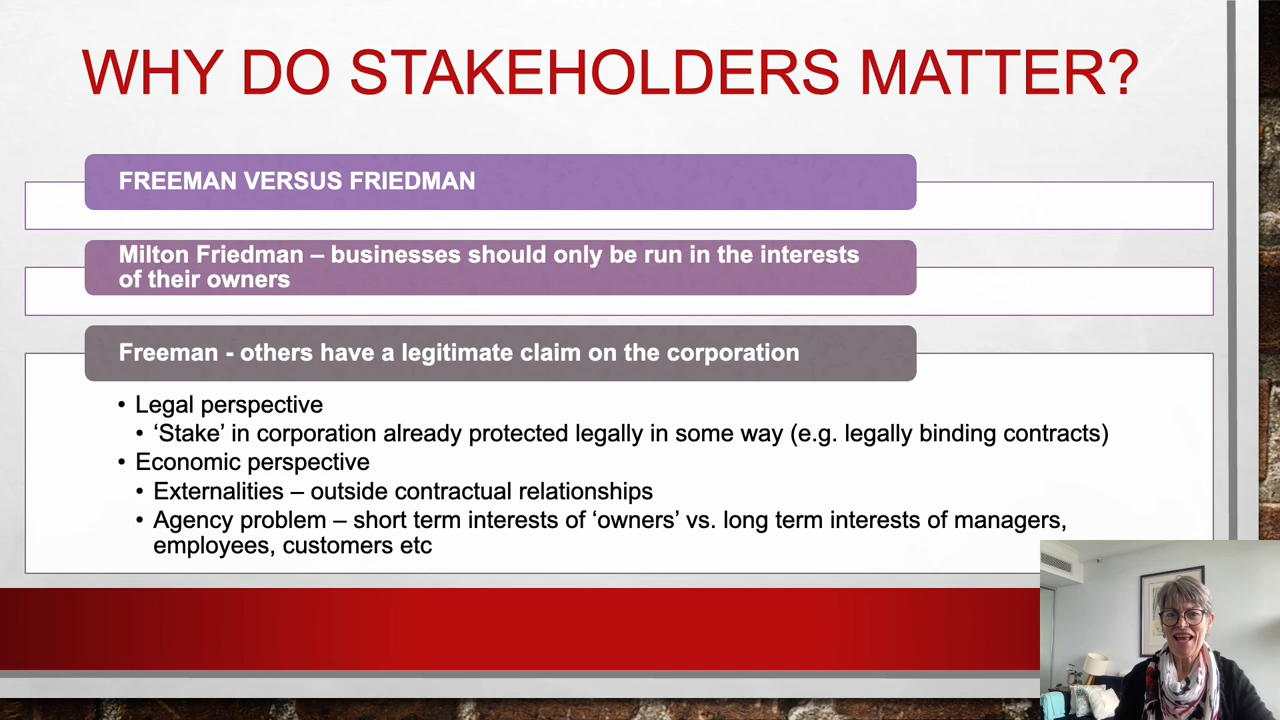 WHY DO STAKEHOLDERS MATTER?
FREEMAN VERSUS FRIEDMAN
Milton Friedman – businesses should only be run in the interests
of their owners
Freeman - others have a legitimate claim on the corporation
• Legal perspective
• ‘Stake’ in corporation already protected legally in some way (e.g. legally binding contracts)
• Economic perspective
• Externalities – outside contractual relationships
• Agency problem – short term interests of ‘owners’ vs. long term interests of managers,
employees, customers etc